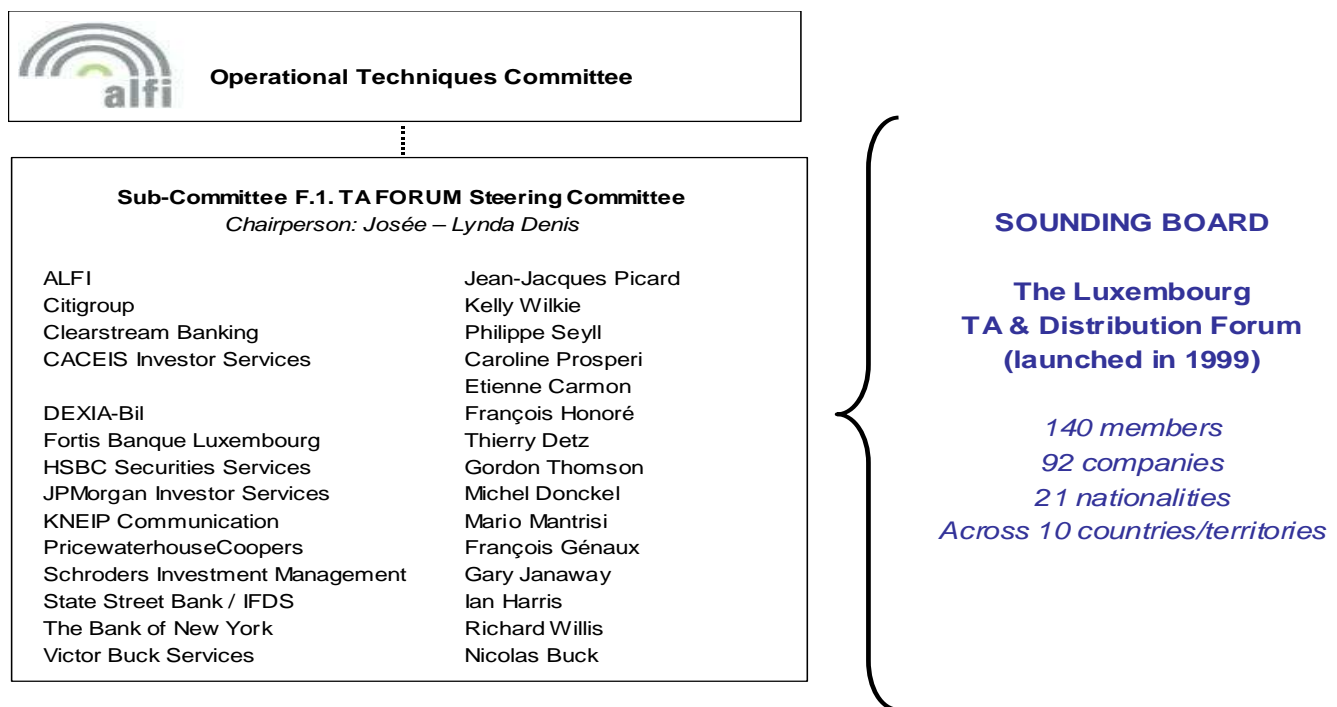 alfi
Operational Techniques Committee
Sub-Committee F.1. TA FORUM Steering Committee
Chairperson: Josée – Lynda Denis
ALFI Jean-Jacques Picard
Citigroup Kelly Wilkie
Clearstream Banking Philippe Seyll
CACEIS Investor Services Caroline Prosperi
Etienne Carmon
DEXIA-Bil François Honoré
Fortis Banque Luxembourg Thierry Detz
HSBC Securities Services Gordon Thomson
JPMorgan Investor Services Michel Donckel
KNEIP Communication Mario Mantrisi
PricewaterhouseCoopers François Génaux
Schroders Investment Management Gary Janaway
State Street Bank / IFDS Ian Harris
The Bank of New York Richard Willis
Victor Buck Services Nicolas Buck
SOUNDING BOARD
The Luxembourg
TA & Distribution Forum
(launched in 1999)
140 members
92 companies
21 nationalities
Across 10 countries/territories